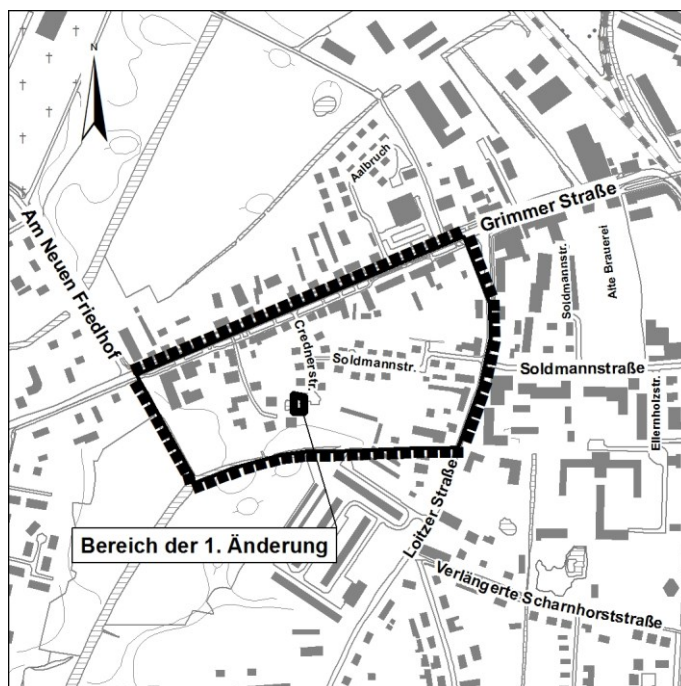 N
Aalbruch
Grimmer Straße
Am Neuen Friedhof
Soldmannstr.
Alte Brauerei
Crednerstr.
Soldmannstr.
Soldmannstraße
Ellernholzstr.
Bereich der 1. Änderung
Loitzer Straße
Verlängerte Scharnhorststraße